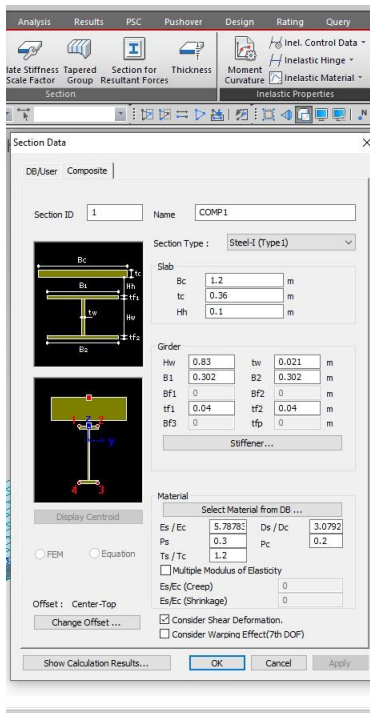 Analysis Results PSC Pushover Design Rating Query
Inel. Control Data
Inelastic Hinge
late Stiffness Tapered Section for Thickness Moment
Scale Factor Group Resultant Forces Curvature Inelastic Material
Section Inelastic Properties
Section Data
DB/User Composite
Section ID 1 Name COMP1
Section Type : Steel-I (Type1)
Slab
Bc 1.2 m
tc 0.36 m
Hh 0.1 m
Bc
tc
B1 Hh
tf1
tw Hw
tf2
B2
Girder
Hw 0.83 tw 0.021 m
B1 0.302 B2 0.302 m
Bf1 0 Bf2 0 m
tf1 0.04 tf2 0.04 m
Bf3 0 tfp 0 m
Stiffener...
1 z 2
y
4 3
Display Centroid
FEM Equation
Offset : Center-Top
Change Offset ...
Material
Select Material from DB ...
Es / Ec 5.7878 Ds / Dc 3.0792
Ps 0.3 Pc 0.2
Ts / Tc 1.2
Multiple Modulus of Elasticity
Es/Ec (Creep) 0
Es/Ec (Shrinkage) 0
Consider Shear Deformation.
Consider Warping Effect(7th DOF)
Show Calculation Results... OK Cancel Apply